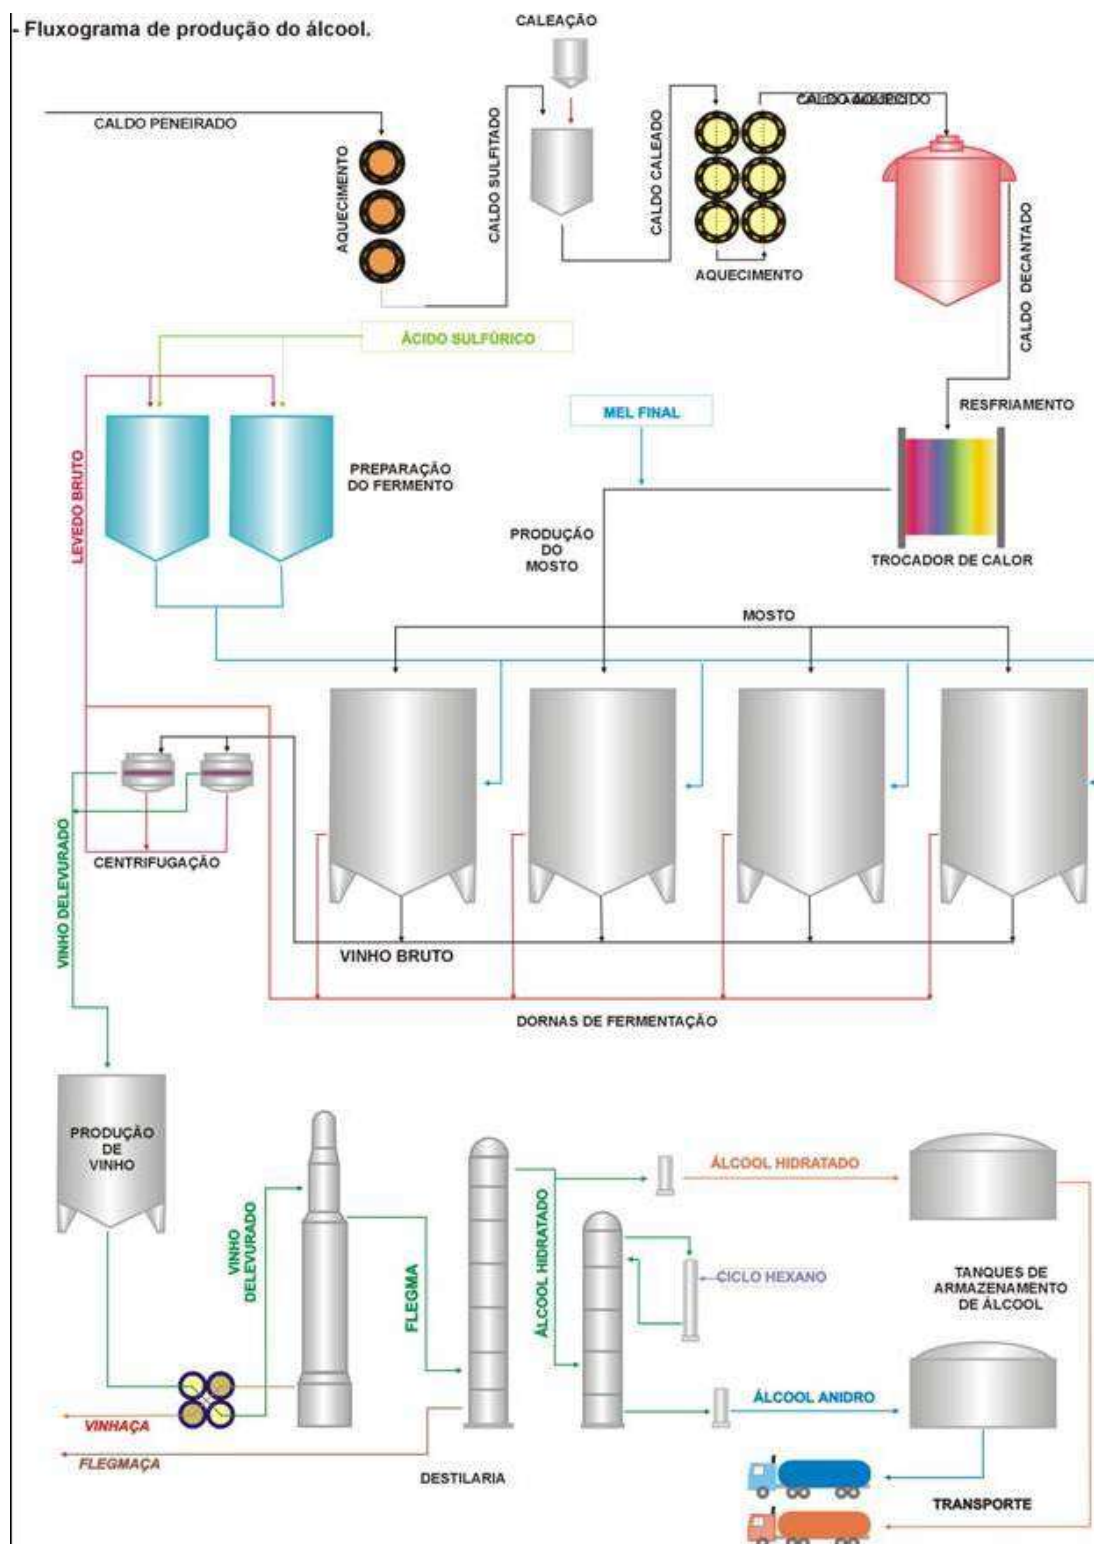 - Fluxograma de produção do álcool.
CALEAÇÃO
CALDO PENEIRADO
AQUECIMENTO
CALDO SULFITADO
CALDO CALEADO
CALDO AQUECIDO
AQUECIMENTO
CALDO DECANTADO
ÁCIDO SULFÚRICO
MEL FINAL
RESFRIAMENTO
LEVEDO BRUTO
PREPARAÇÃO
DO FERMENTO
PRODUÇÃO
DO
MOSTO
TROCADOR DE CALOR
MOSTO
CENTRIFUGAÇÃO
VINHO DELEVURADO
VINHO BRUTO
DORNAS DE FERMENTAÇÃO
PRODUÇÃO
DE
VINHO
VINHO
DELEVURADO
FLEGMA
ÁLCOOL HIDRATADO
ÁLCOOL HIDRATADO
CICLO HEXANO
TANQUES DE
ARMAZENAMENTO
DE ÁLCOOL
ÁLCOOL ANIDRO
VINHAÇA
FLEGMAÇA
DESTILARIA
TRANSPORTE